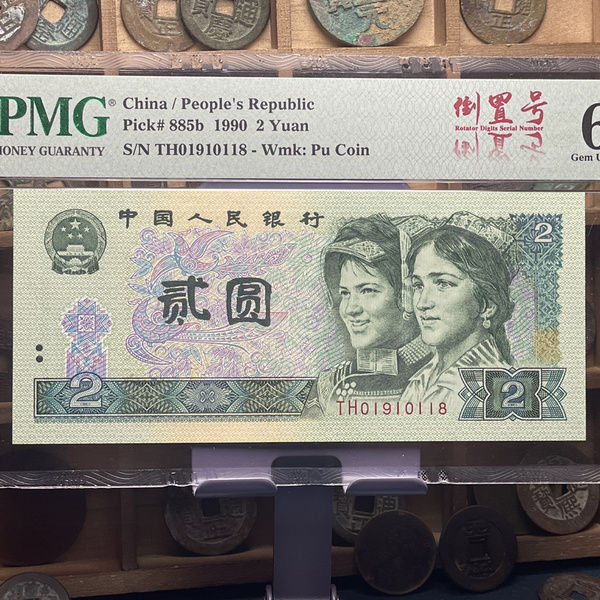 PMG®
MONEY GUARANTY
China / People's Republic
Pick# 885b 1990 2 Yuan
S/N TH01910118 - Wmk: Pu Coin
倒置号
Rotator Digits Serial Number
6
Gem U
中国人民银行
2
贰圆
2
2
TH01910118